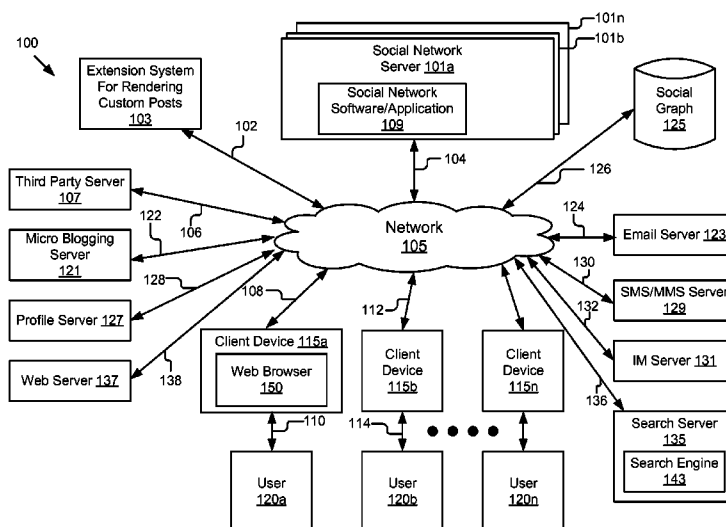 100
101n
101b
Social Network
Server 101a
Social Network
Software/Application
109
Extension System
For Rendering
Custom Posts
103
Social
Graph
125
102
104
126
Third Party Server
107
106
122
Micro Blogging
Server
121
128
Profile Server 127
Web Server 137
138
Network
105
124
Email Server 123
130
SMS/MMS Server
129
132
IM Server 131
136
Search Server
135
Search Engine
143
108
112
Client Device 115a
Web Browser
150
Client
Device
115b
Client
Device
115n
110
114
User
120a
User
120b
User
120n